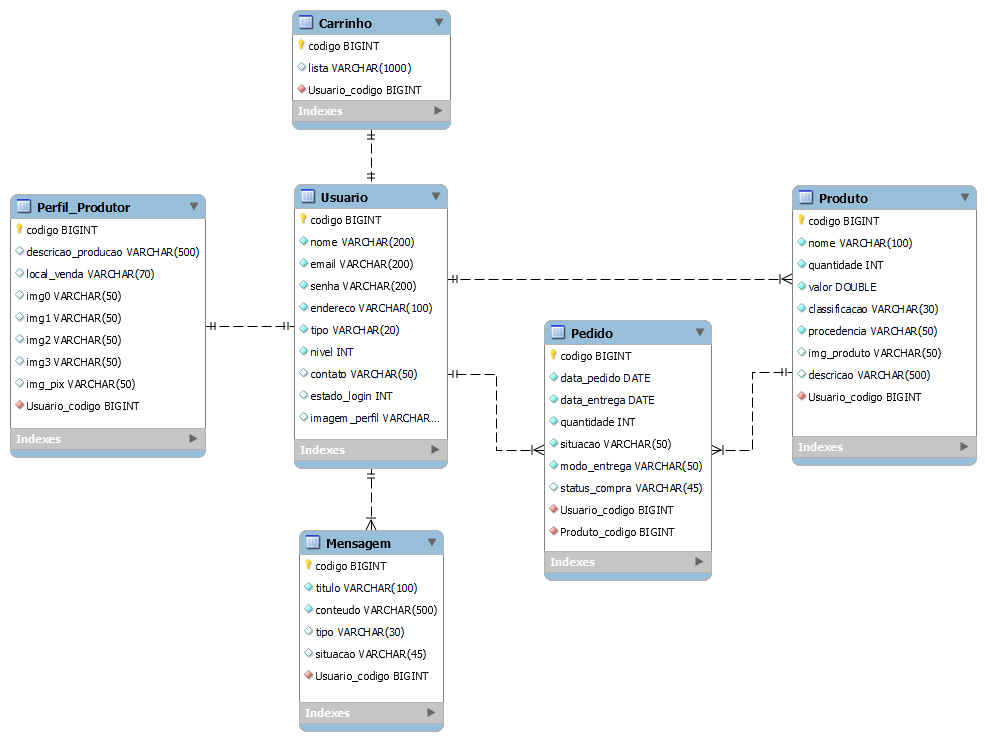 Carrinho
codigo BIGINT
lista VARCHAR(1000)
Usuario_codigo BIGINT
Indexes
Perfil_Produtor
codigo BIGINT
descricao_producao VARCHAR(500)
local_venda VARCHAR(70)
img0 VARCHAR(50)
img1 VARCHAR(50)
img2 VARCHAR(50)
img3 VARCHAR(50)
img_pix VARCHAR(50)
Usuario_codigo BIGINT
Indexes
Usuario
codigo BIGINT
nome VARCHAR(200)
email VARCHAR(200)
senha VARCHAR(200)
endereco VARCHAR(100)
tipo VARCHAR(20)
nivel INT
contato VARCHAR(50)
estado_login INT
imagem_perfil VARCHAR...
Indexes
Produto
codigo BIGINT
nome VARCHAR(100)
quantidade INT
valor DOUBLE
classificacao VARCHAR(30)
procedencia VARCHAR(50)
img_produto VARCHAR(50)
descricao VARCHAR(500)
Usuario_codigo BIGINT
Indexes
Pedido
codigo BIGINT
data_pedido DATE
data_entrega DATE
quantidade INT
situacao VARCHAR(50)
modo_entrega VARCHAR(50)
status_compra VARCHAR(45)
Usuario_codigo BIGINT
Produto_codigo BIGINT
Indexes
Mensagem
codigo BIGINT
titulo VARCHAR(100)
conteudo VARCHAR(500)
tipo VARCHAR(30)
situacao VARCHAR(45)
Usuario_codigo BIGINT
Indexes